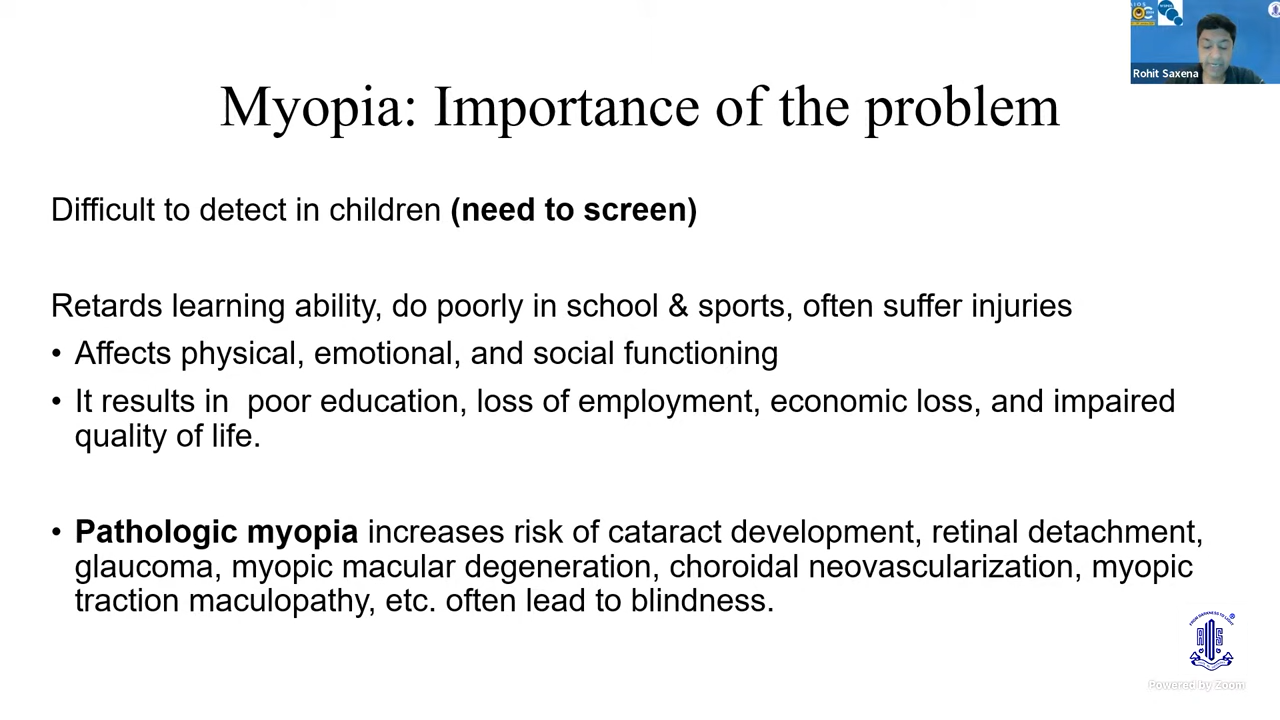 Rohit Saxena
Myopia: Importance of the problem
Difficult to detect in children (need to screen)
Retards learning ability, do poorly in school & sports, often suffer injuries
• Affects physical, emotional, and social functioning
• It results in  poor education, loss of employment, economic loss, and impaired
quality of life.
• Pathologic myopia increases risk of cataract development, retinal detachment,
glaucoma, myopic macular degeneration, choroidal neovascularization, myopic
traction maculopathy, etc. often lead to blindness.
Powered by Zoom